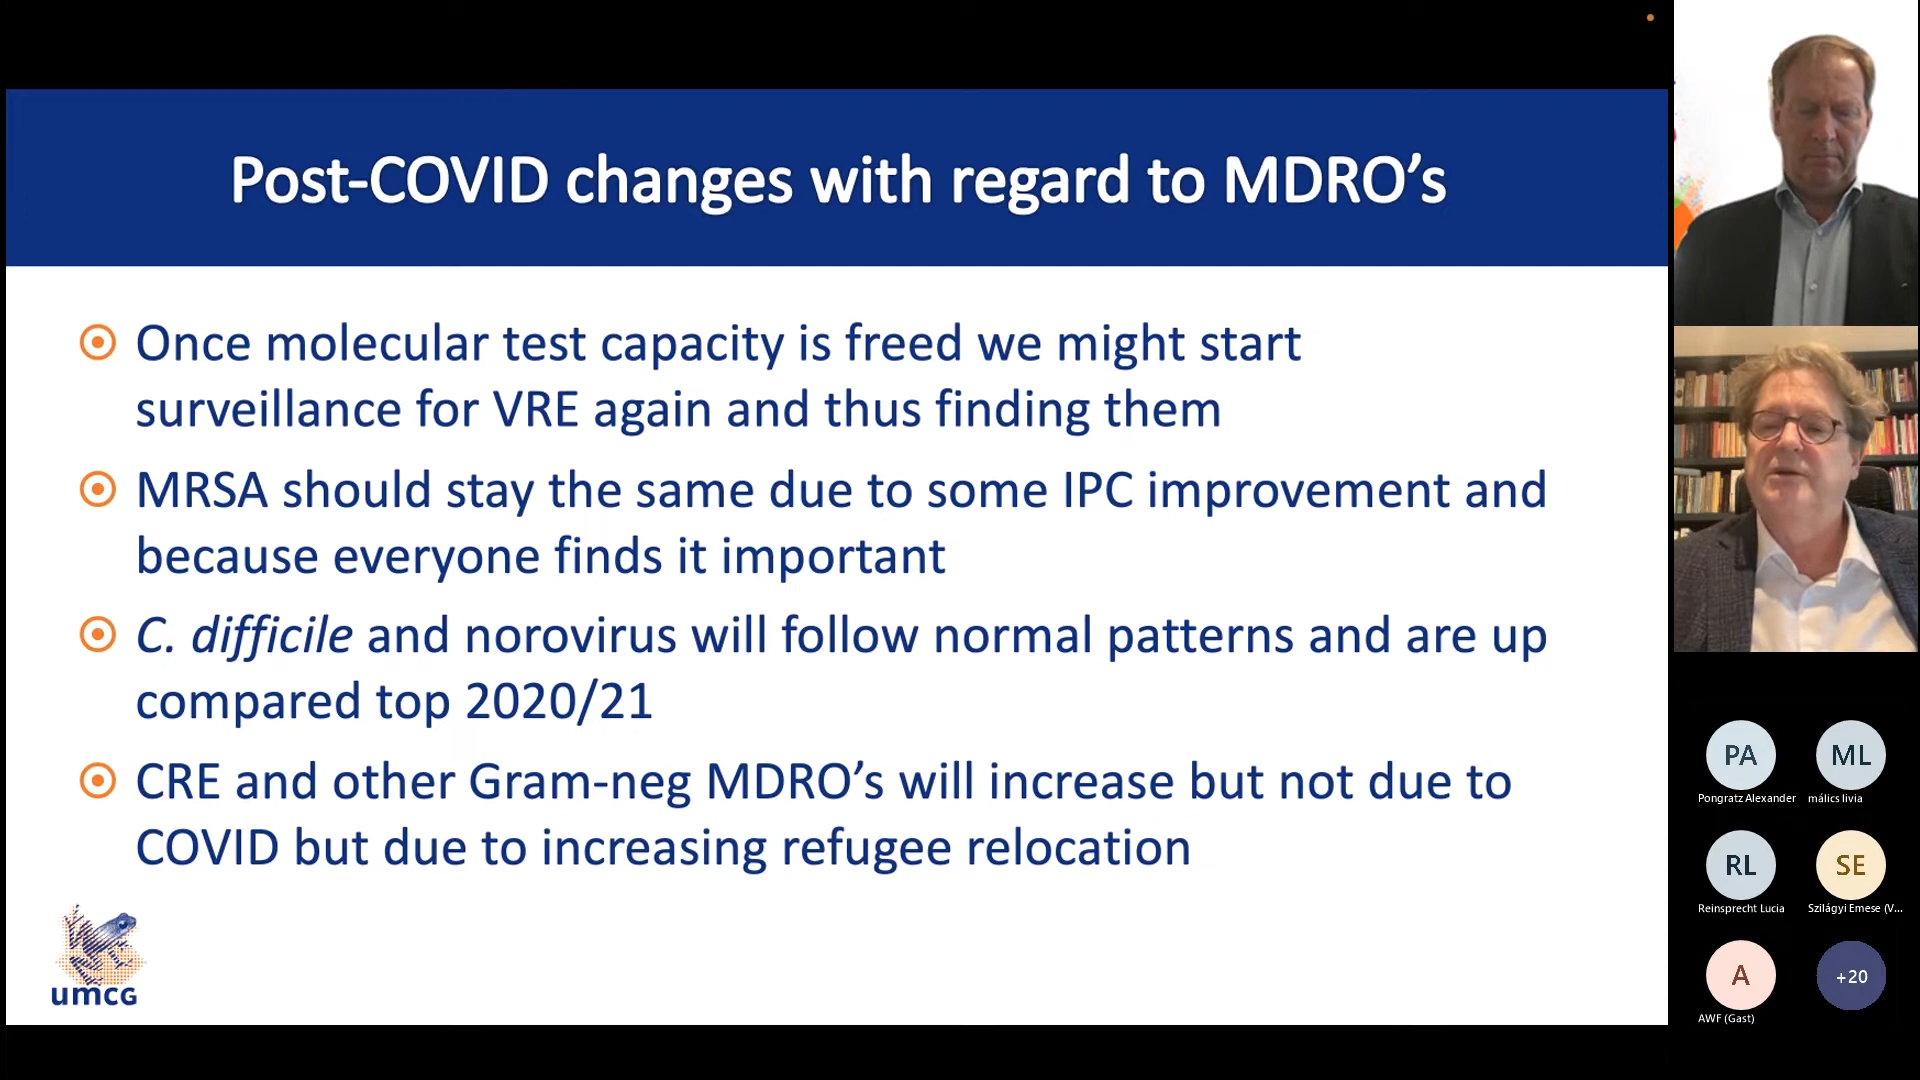 Post-COVID changes with regard to MDRO’s
Once molecular test capacity is freed we might start
surveillance for VRE again and thus finding them
MRSA should stay the same due to some IPC improvement and
because everyone finds it important
C. difficile and norovirus will follow normal patterns and are up
compared top 2020/21
CRE and other Gram-neg MDRO’s will increase but not due to
COVID but due to increasing refugee relocation
umcg
PA
ML
Pongratz Alexander
málics lívia
RL
SE
Reinsprecht Lucia
Szilágyi Emese (V...
A
+20
AWF (Gast)